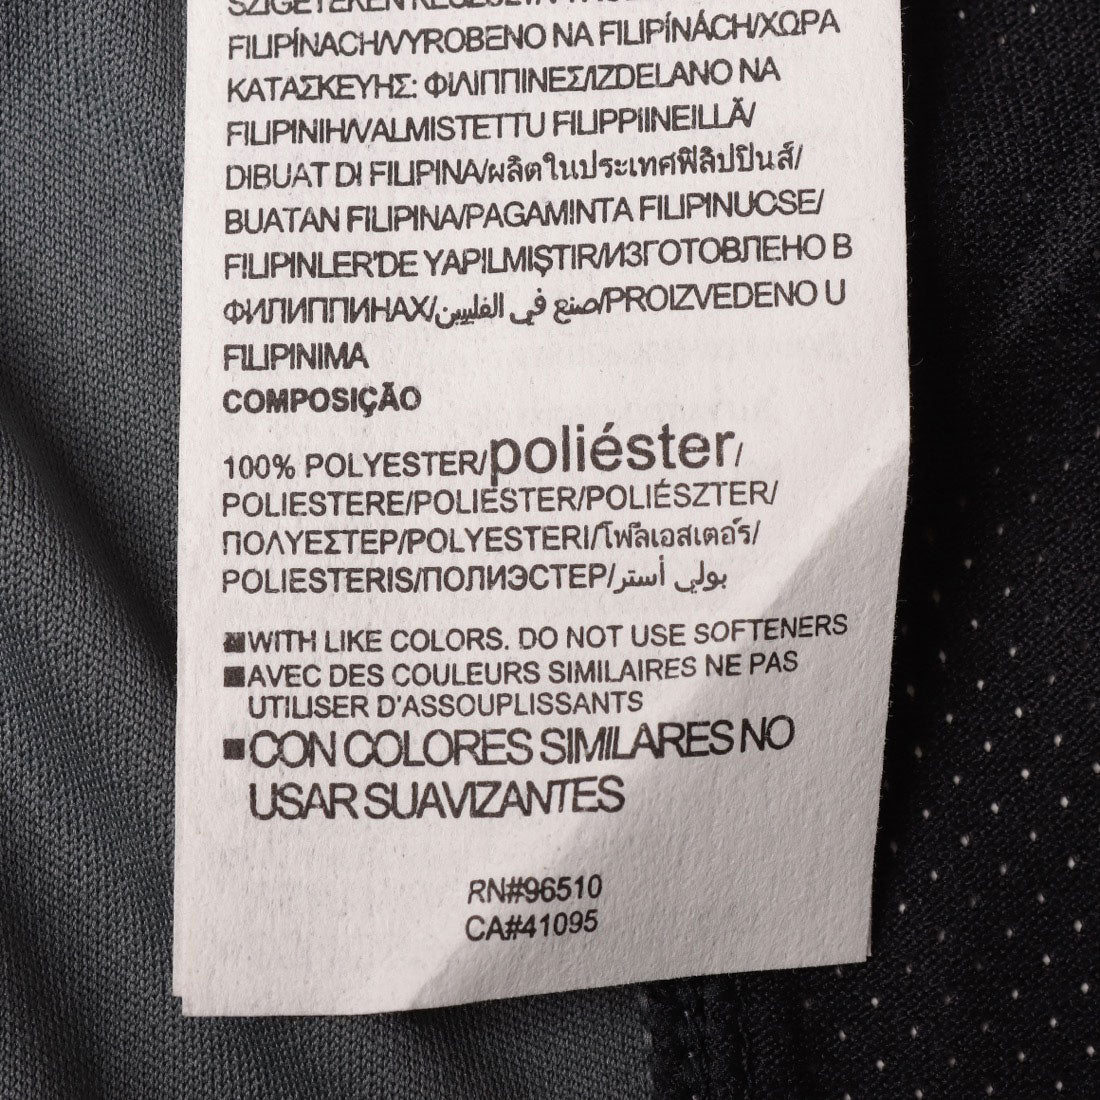 FILIPÍNACH/VYROBENO NA FILIPÍNÁCH/ΧΩΡΑ
ΚΑΤΑΣΚΕΥΗΣ: ΦΙΛΙΠΠΙΝΕΣ/IZDELANO NA
FILIPINIH/VALMISTETTU FILIPPIINEILLÄ/
DIBUAT DI FILIPINA/ผลิตในประเทศฟิลิปปินส์/
BUATAN FILIPINA/PAGAMINTA FILIPINUOSE/
FILIPINLER'DE YAPILMIŞTIR/ИЗГОТОВЛЕНО В
ФИЛИППИНАХ/صنع في الفلبين/PROIZVEDENO U
FILIPINIMA
COMPOSIÇÃO
100% POLYESTER/poliéster/
POLIESTERE/POLIÉSTER/POLIÉSZTER/
ΠΟΛΥΕΣΤΕΡ/POLYESTERI/โพลีเอสเตอร์/
POLIESTERIS/ПОЛИЭСТЕР/بولي أستر
■WITH LIKE COLORS. DO NOT USE SOFTENERS
■AVEC DES COULEURS SIMILAIRES NE PAS
UTILISER D'ASSOUPLISSANTS
■CON COLORES SIMILARES NO
USAR SUAVIZANTES
RN#96510
CA#41095